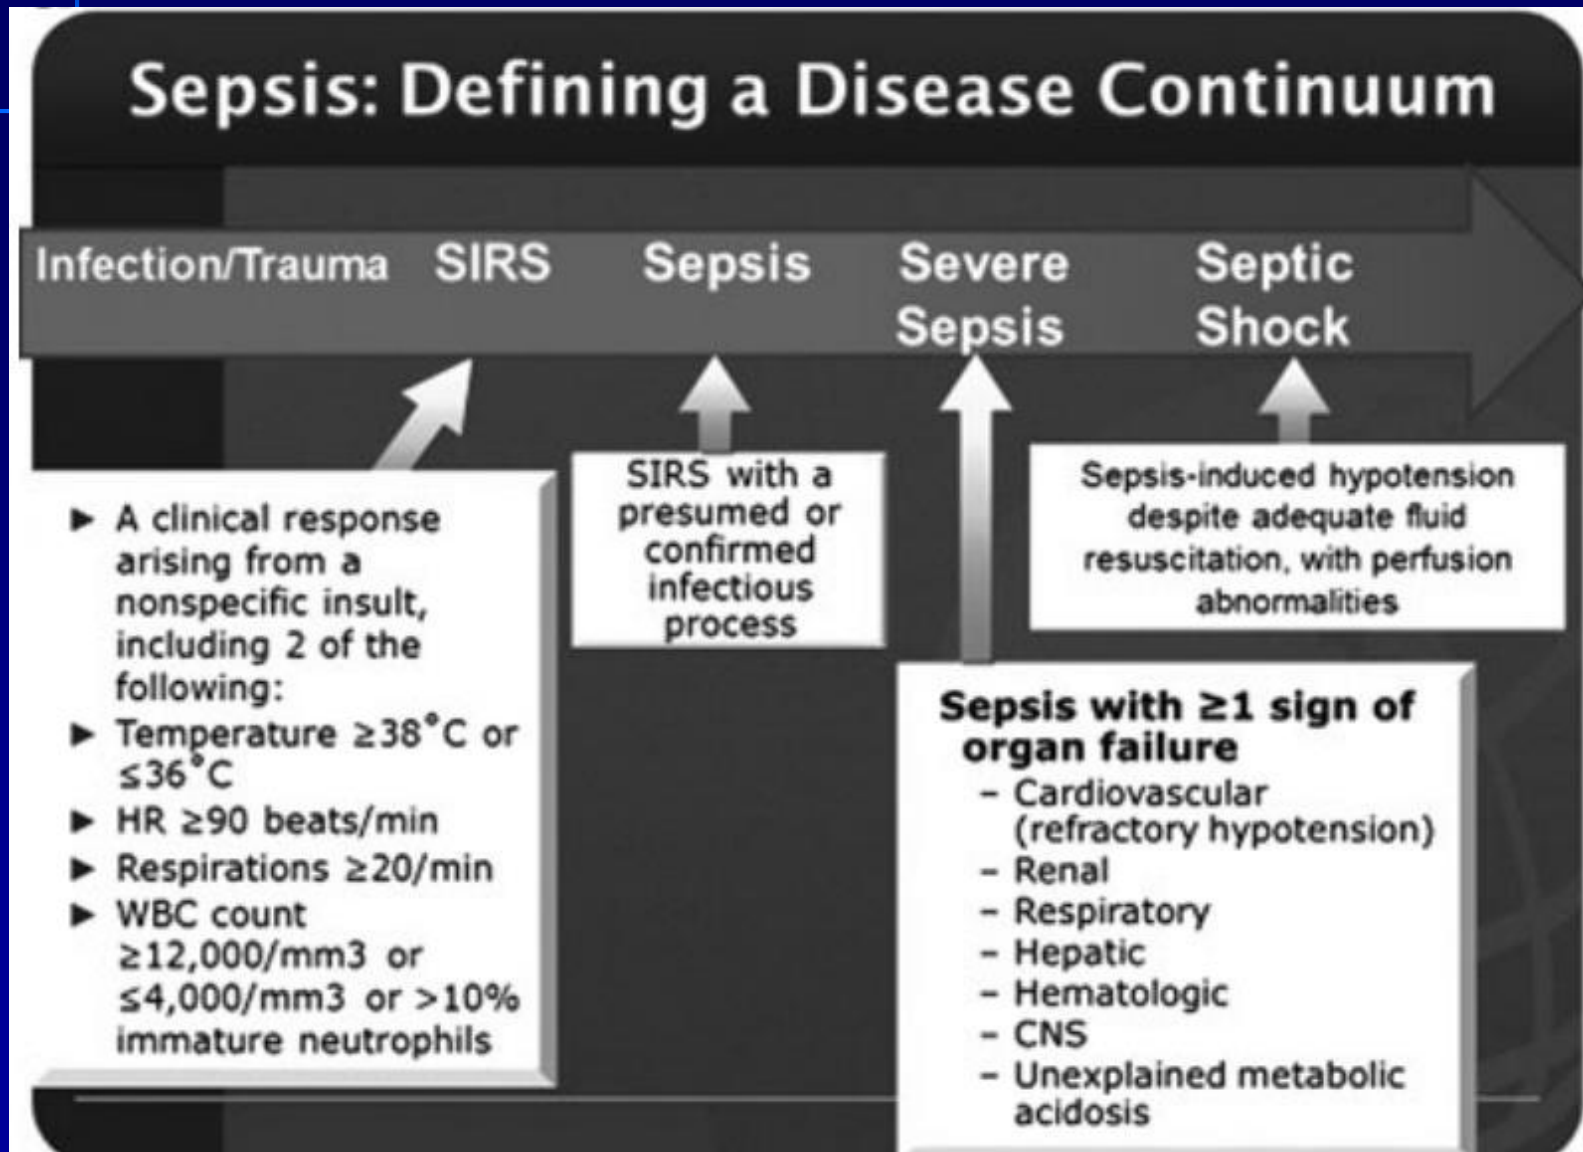 Sepsis: Defining a Disease Continuum
Infection/Trauma SIRS Sepsis Severe Septic
Sepsis Shock
► A clinical response
arising from a
nonspecific insult,
including 2 of the
following:
► Temperature ≥38°C or
≤36°C
► HR ≥90 beats/min
► Respirations ≥20/min
► WBC count
≥12,000/mm3 or
≤4,000/mm3 or >10%
immature neutrophils
SIRS with a
presumed or
confirmed
infectious
process
Sepsis with ≥1 sign of
organ failure
– Cardiovascular
(refractory hypotension)
– Renal
– Respiratory
– Hepatic
– Hematologic
– CNS
– Unexplained metabolic
acidosis
Sepsis-induced hypotension
despite adequate fluid
resuscitation, with perfusion
abnormalities